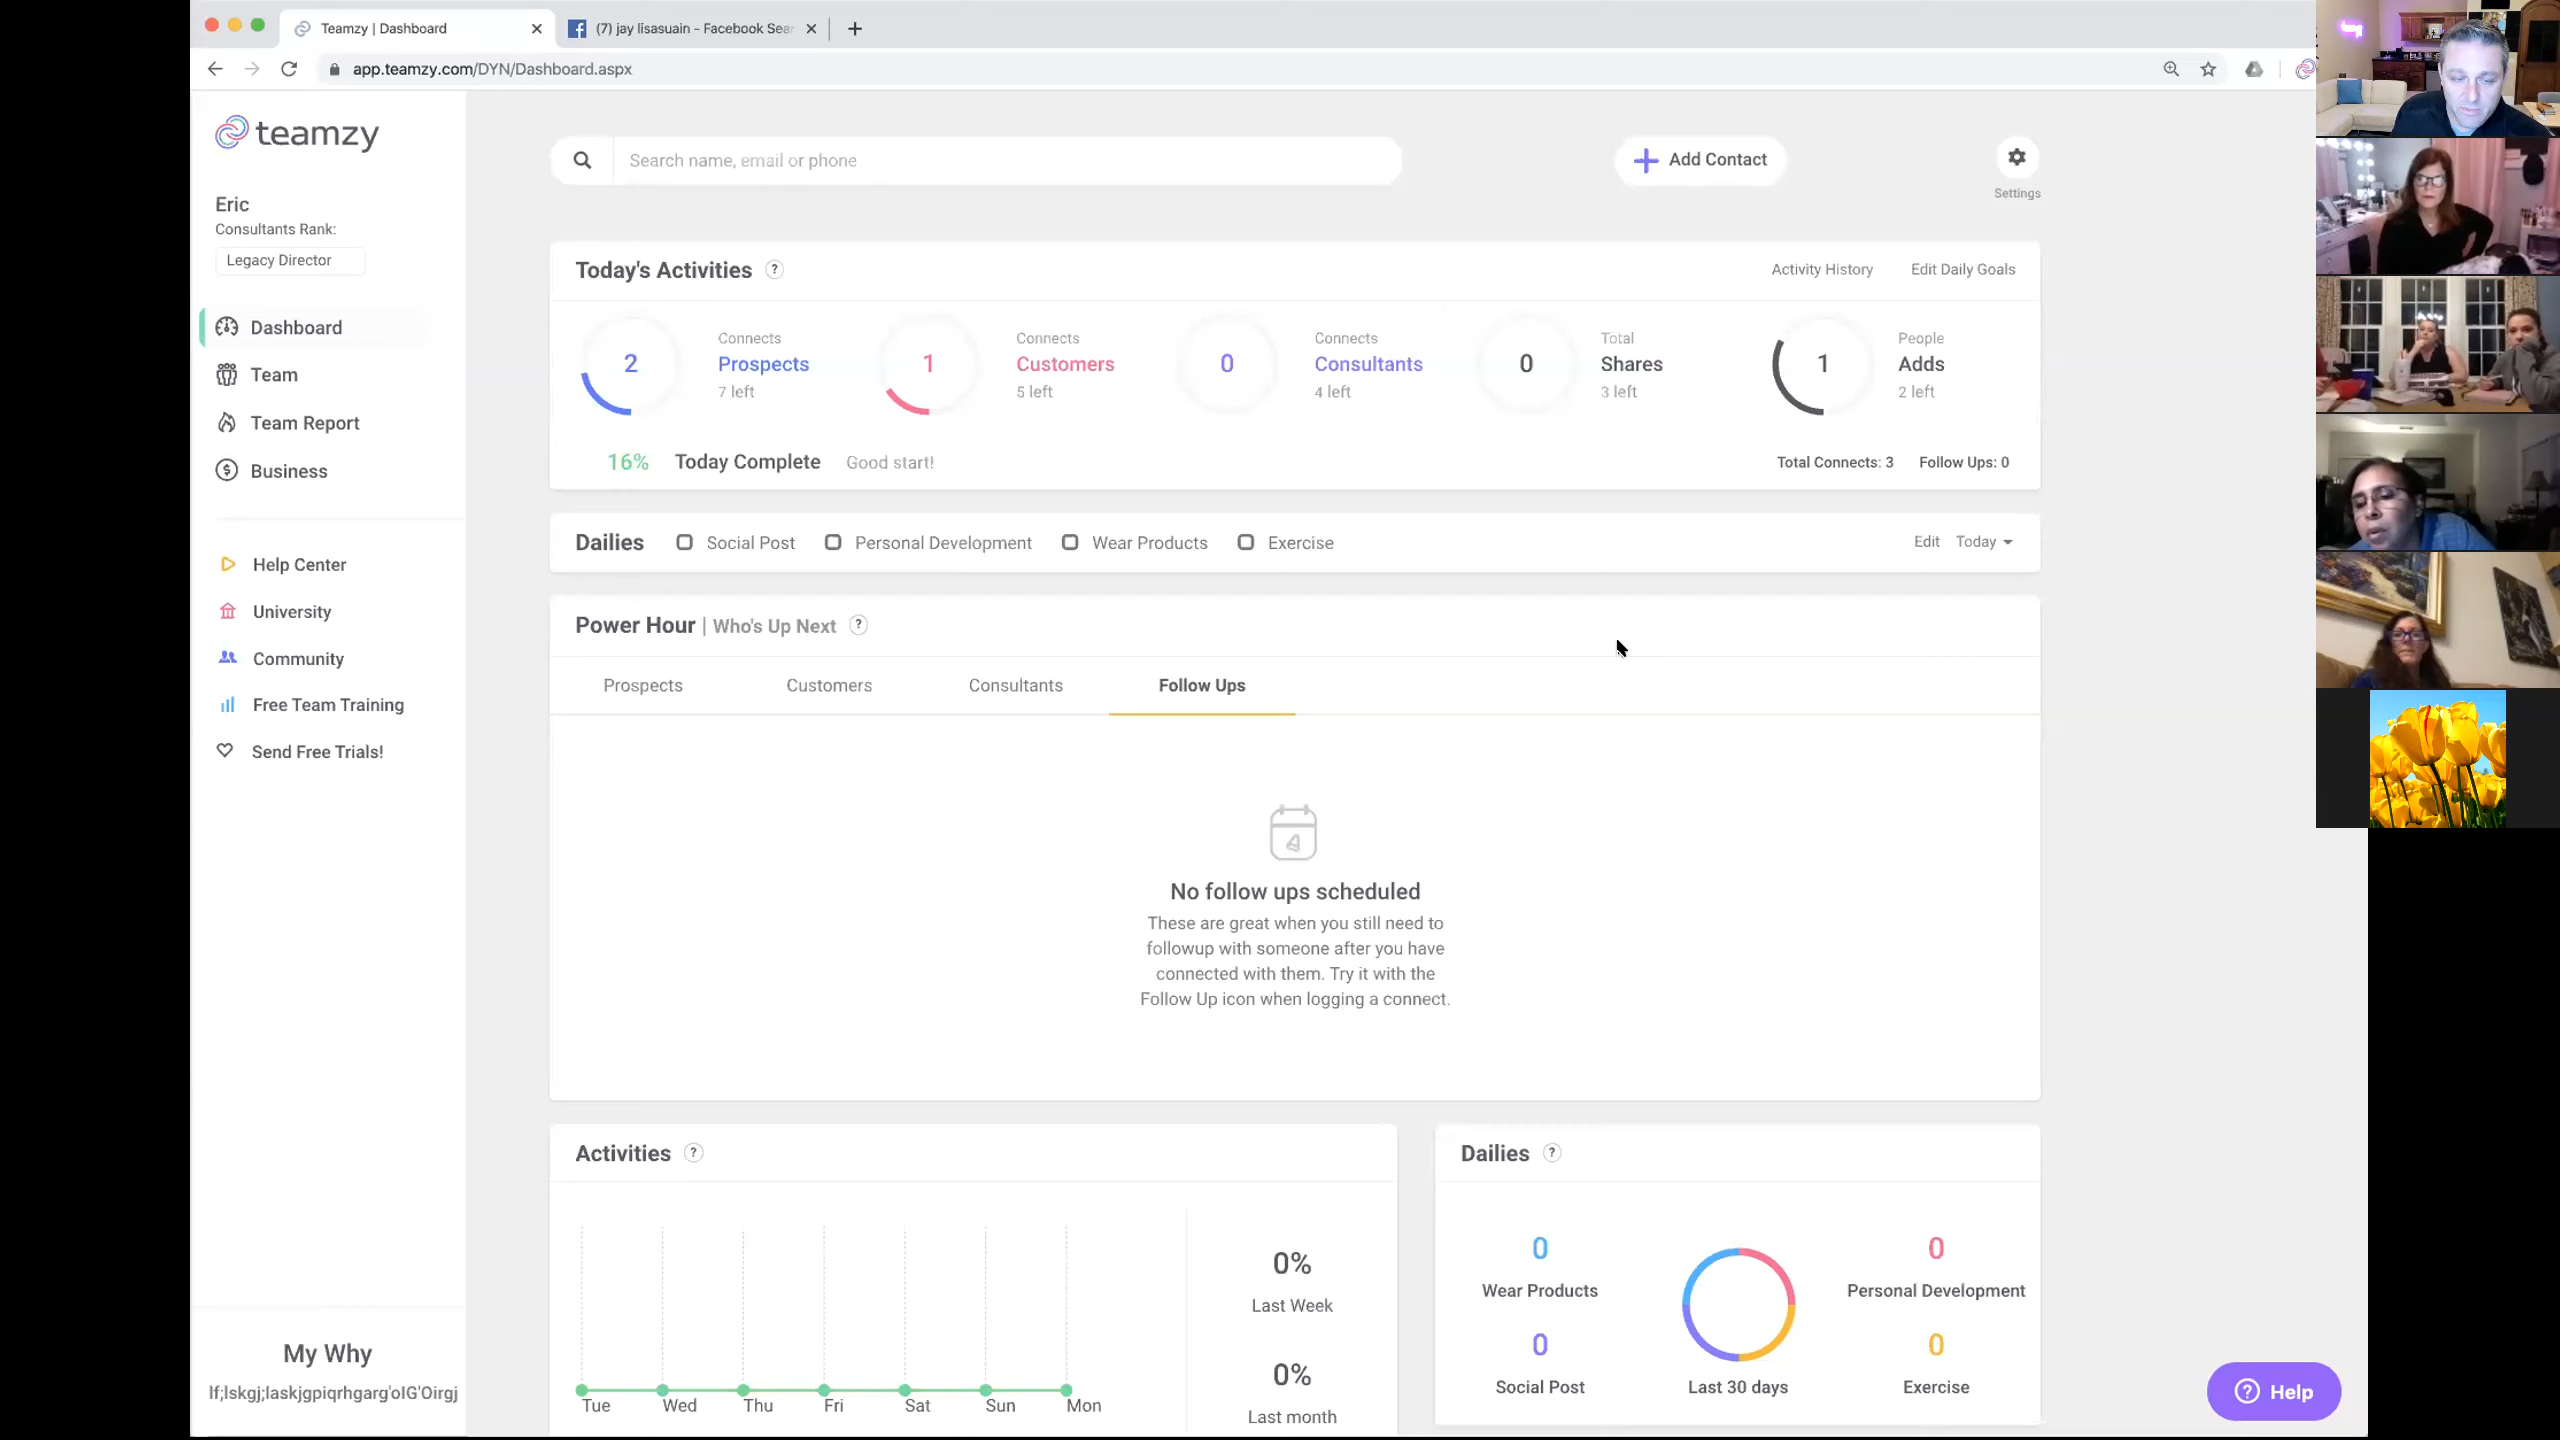 Teamzy | Dashboard
(7) jay lisasuain - Facebook Sear
app.teamzy.com/DYN/Dashboard.aspx
teamzy
Eric
Consultants Rank:
Legacy Director
Dashboard
Team
Team Report
Business
Help Center
University
Community
Free Team Training
Send Free Trials!
My Why
lf;lskgj;laskjgpiqrhgarg'oIG'Oirgj
Search name, email or phone
Add Contact
Settings
Today's Activities ?
Activity History Edit Daily Goals
2 Connects Prospects 7 left
1 Connects Customers 5 left
0 Connects Consultants 4 left
0 Total Shares 3 left
1 People Adds 2 left
16% Today Complete Good start!
Total Connects: 3 Follow Ups: 0
Dailies Social Post Personal Development Wear Products Exercise Edit Today
Power Hour | Who's Up Next ?
Prospects Customers Consultants Follow Ups
No follow ups scheduled
These are great when you still need to
followup with someone after you have
connected with them. Try it with the
Follow Up icon when logging a connect.
Activities ?
Tue Wed Thu Fri Sat Sun Mon
0%
Last Week
0%
Last month
Dailies ?
0
Wear Products
0
Personal Development
0
Social Post
Last 30 days
0
Exercise
? Help